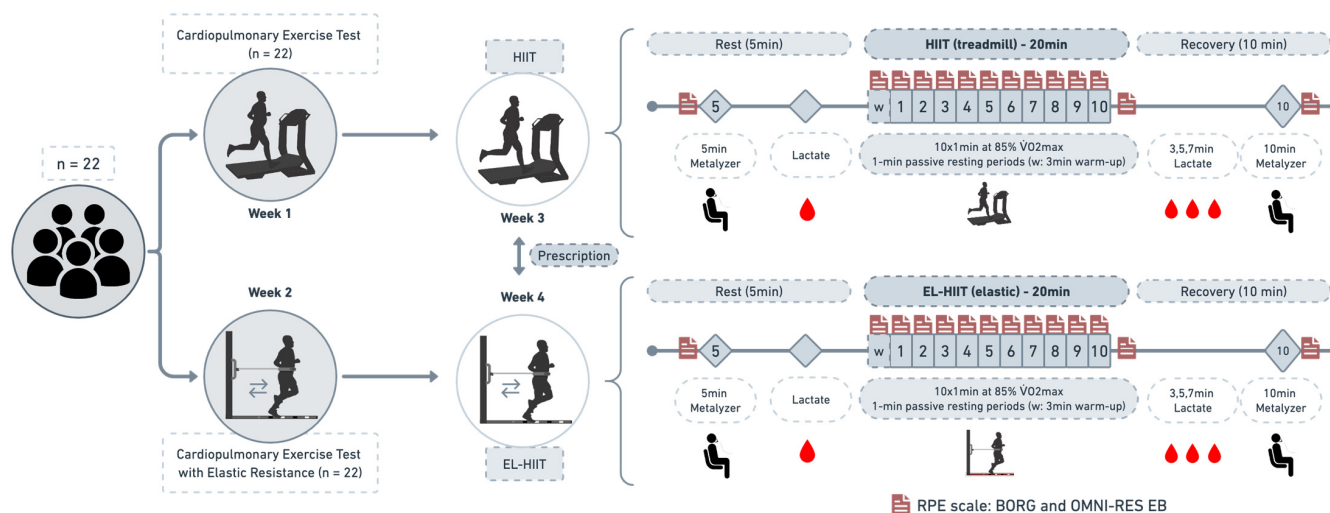 Cardiopulmonary Exercise Test
(n = 22)
n = 22
Week 1
Week 2
Cardiopulmonary Exercise Test
with Elastic Resistance (n = 22)
HIIT
Week 3
Prescription
Week 4
EL-HIIT
Rest (5min)
HIIT (treadmill) - 20min
Recovery (10 min)
5
w 1 2 3 4 5 6 7 8 9 10
10
5min
Metalyzer
Lactate
10x1min at 85% V̇O2max
1-min passive resting periods (w: 3min warm-up)
3,5,7min
Lactate
10min
Metalyzer
Rest (5min)
EL-HIIT (elastic) - 20min
Recovery (10 min)
5
w 1 2 3 4 5 6 7 8 9 10
10
5min
Metalyzer
Lactate
10x1min at 85% V̇O2max
1-min passive resting periods (w: 3min warm-up)
3,5,7min
Lactate
10min
Metalyzer
RPE scale: BORG and OMNI-RES EB